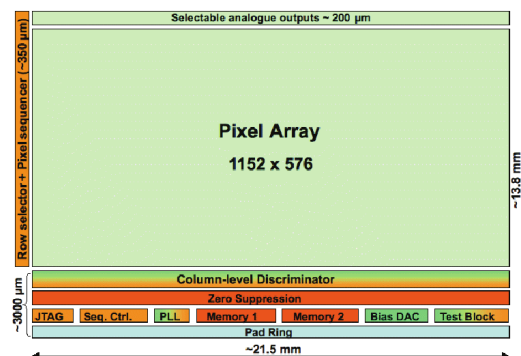 Selectable analogue outputs ~ 200 µm
Row selector + Pixel sequencer (~350 µm)
Pixel Array
1152 x 576
~13.8 mm
Column-level Discriminator
~3000 µm
Zero Suppression
JTAG Seq. Ctrl. PLL Memory 1 Memory 2 Bias DAC Test Block
Pad Ring
~21.5 mm